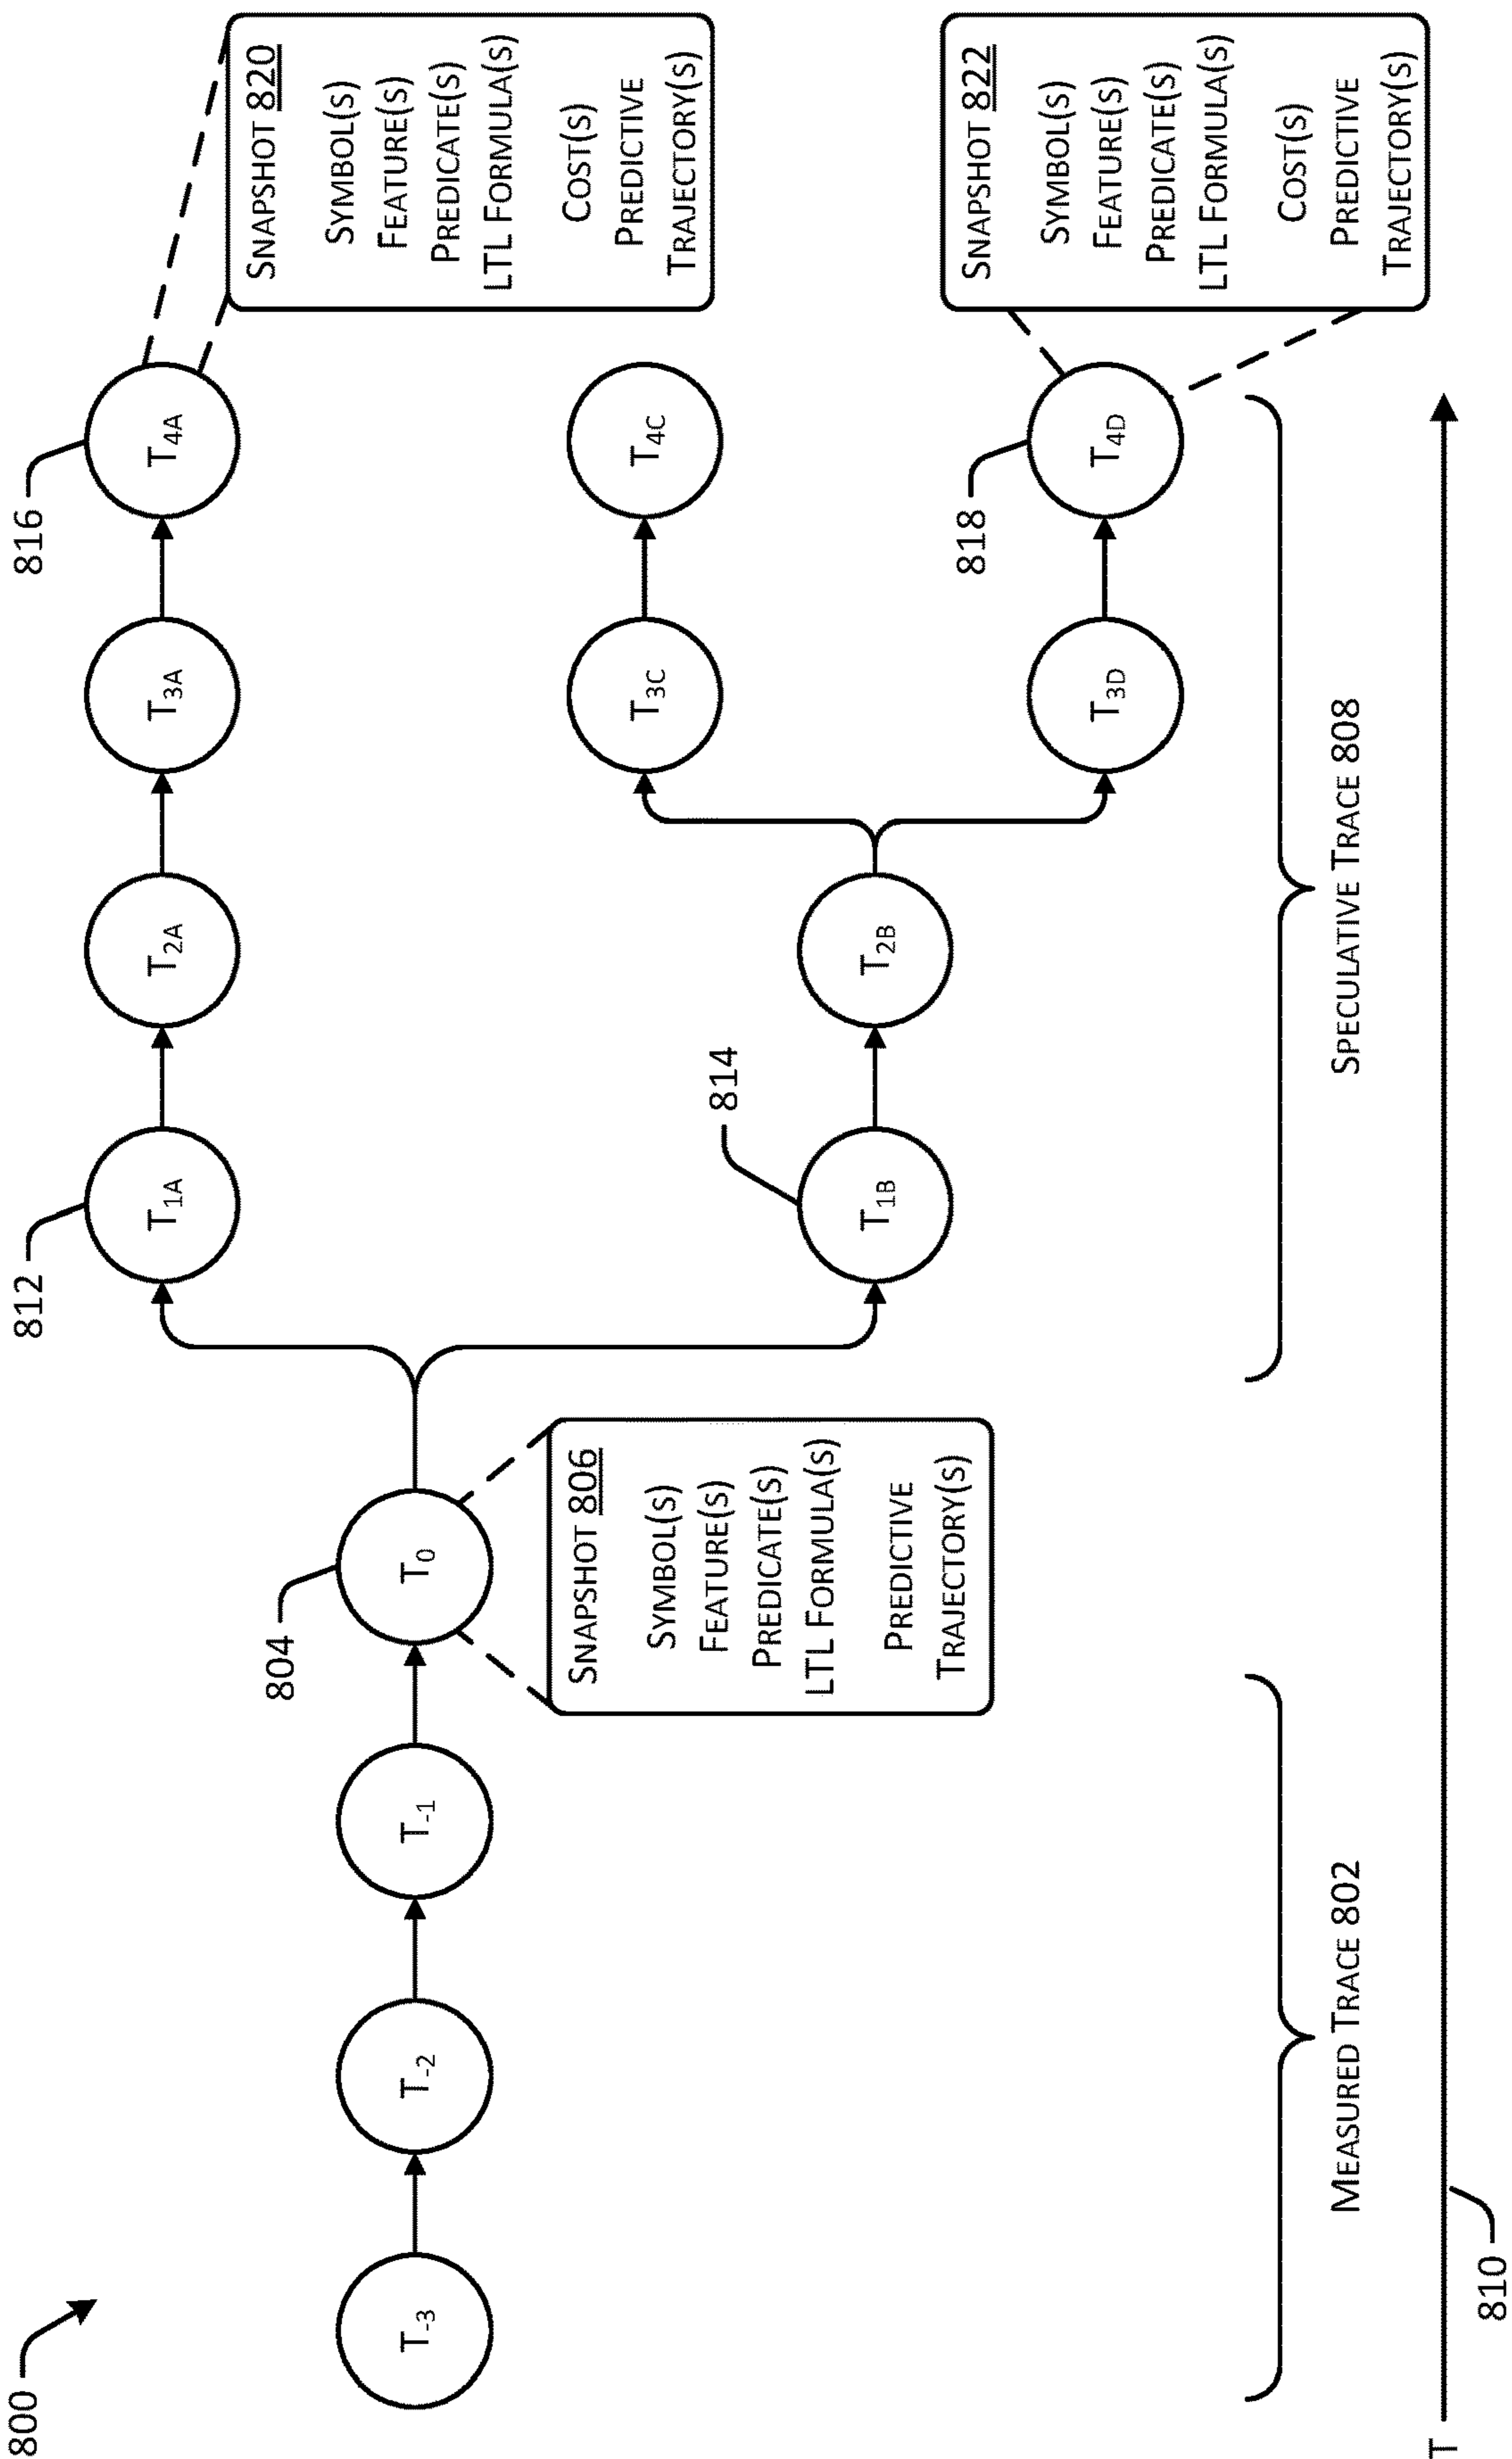 800
812
816
T1A
T2A
T3A
T4A
SNAPSHOT 820
SYMBOL(S)
FEATURE(S)
PREDICATE(S)
LTL FORMULA(S)
COST(S)
PREDICTIVE
TRAJECTORY(S)
804
T-3
T-2
T-1
T0
T3C
T4C
SNAPSHOT 806
SYMBOL(S)
FEATURE(S)
PREDICATE(S)
LTL FORMULA(S)
PREDICTIVE
TRAJECTORY(S)
814
T1B
T2B
818
T3D
T4D
SNAPSHOT 822
SYMBOL(S)
FEATURE(S)
PREDICATE(S)
LTL FORMULA(S)
COST(S)
PREDICTIVE
TRAJECTORY(S)
MEASURED TRACE 802
SPECULATIVE TRACE 808
T
810